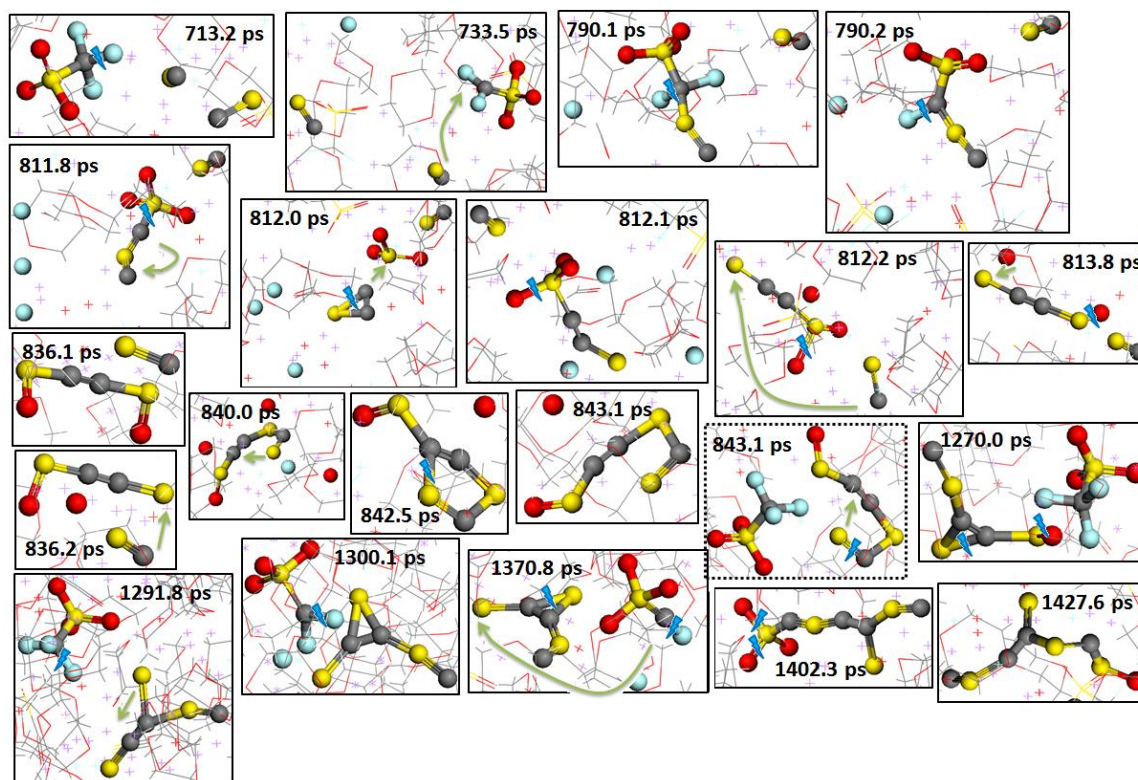 713.2 ps
733.5 ps
790.1 ps
790.2 ps
811.8 ps
812.0 ps
812.1 ps
812.2 ps
813.8 ps
836.1 ps
840.0 ps
842.5 ps
843.1 ps
843.1 ps
1270.0 ps
836.2 ps
1291.8 ps
1300.1 ps
1370.8 ps
1402.3 ps
1427.6 ps